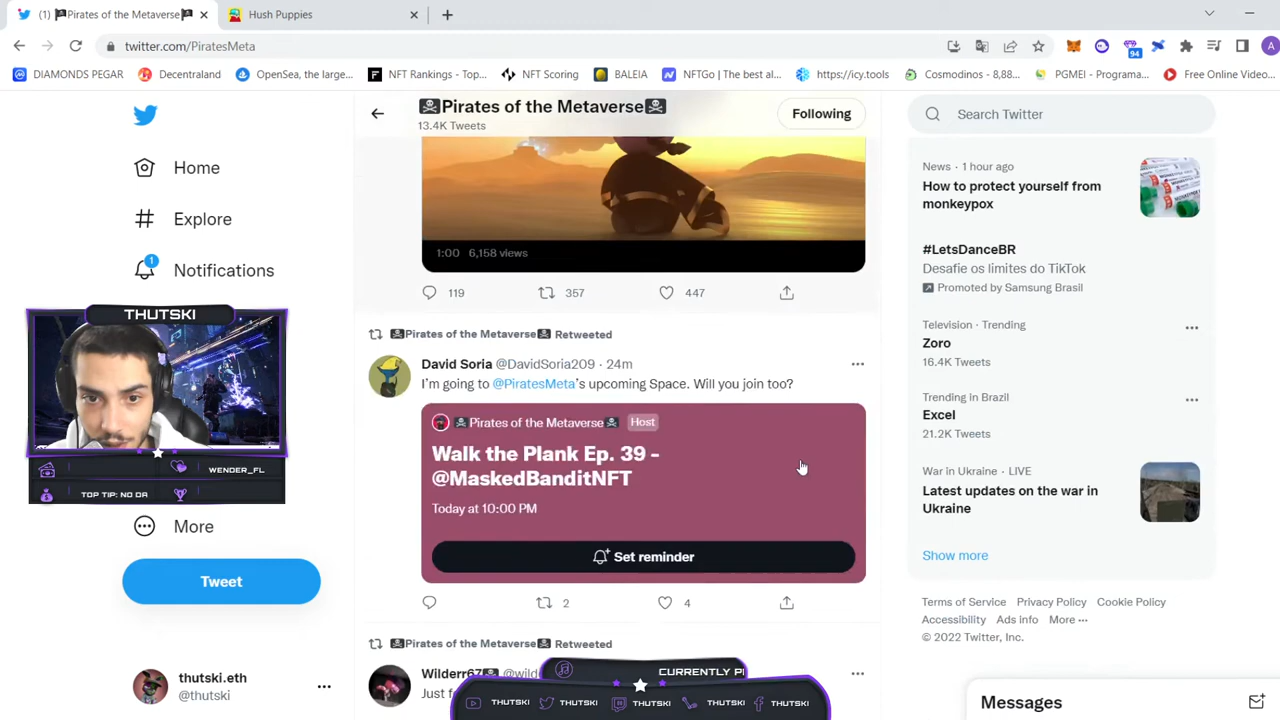 (1) 🏴‍☠Pirates of the Metaverse🏴‍☠
Hush Puppies
twitter.com/PiratesMeta
94
A
DIAMONDS PEGAR
Decentraland
OpenSea, the large...
NFT Rankings - Top...
NFT Scoring
BALEIA
NFTGo | The best al...
https://icy.tools
Cosmodinos - 8,88...
PGMEI - Programa...
Free Online Video...
Home
Explore
1
Notifications
THUTSKI
WENDER_FL
TOP TIP: NO DA
More
Tweet
thutski.eth
@thutski
🏴‍☠Pirates of the Metaverse🏴‍☠
13.4K Tweets
Following
1:00 6,158 views
119 357 447
🏴‍☠Pirates of the Metaverse🏴‍☠ Retweeted
David Soria @DavidSoria209 · 24m
I'm going to @PiratesMeta's upcoming Space. Will you join too?
🏴‍☠Pirates of the Metaverse🏴‍☠ Host
Walk the Plank Ep. 39 -
@MaskedBanditNFT
Today at 10:00 PM
Set reminder
2 4
🏴‍☠Pirates of the Metaverse🏴‍☠ Retweeted
Wilderr67🏴‍☠ @wild
Just f
CURRENTLY P
THUTSKI THUTSKI THUTSKI THUTSKI THUTSKI
Search Twitter
News · 1 hour ago
How to protect yourself from
monkeypox
#LetsDanceBR
Desafie os limites do TikTok
Promoted by Samsung Brasil
Television · Trending
Zoro
16.4K Tweets
Trending in Brazil
Excel
21.2K Tweets
War in Ukraine · LIVE
Latest updates on the war in
Ukraine
Show more
Terms of Service Privacy Policy Cookie Policy
Accessibility Ads info More ···
© 2022 Twitter, Inc.
Messages